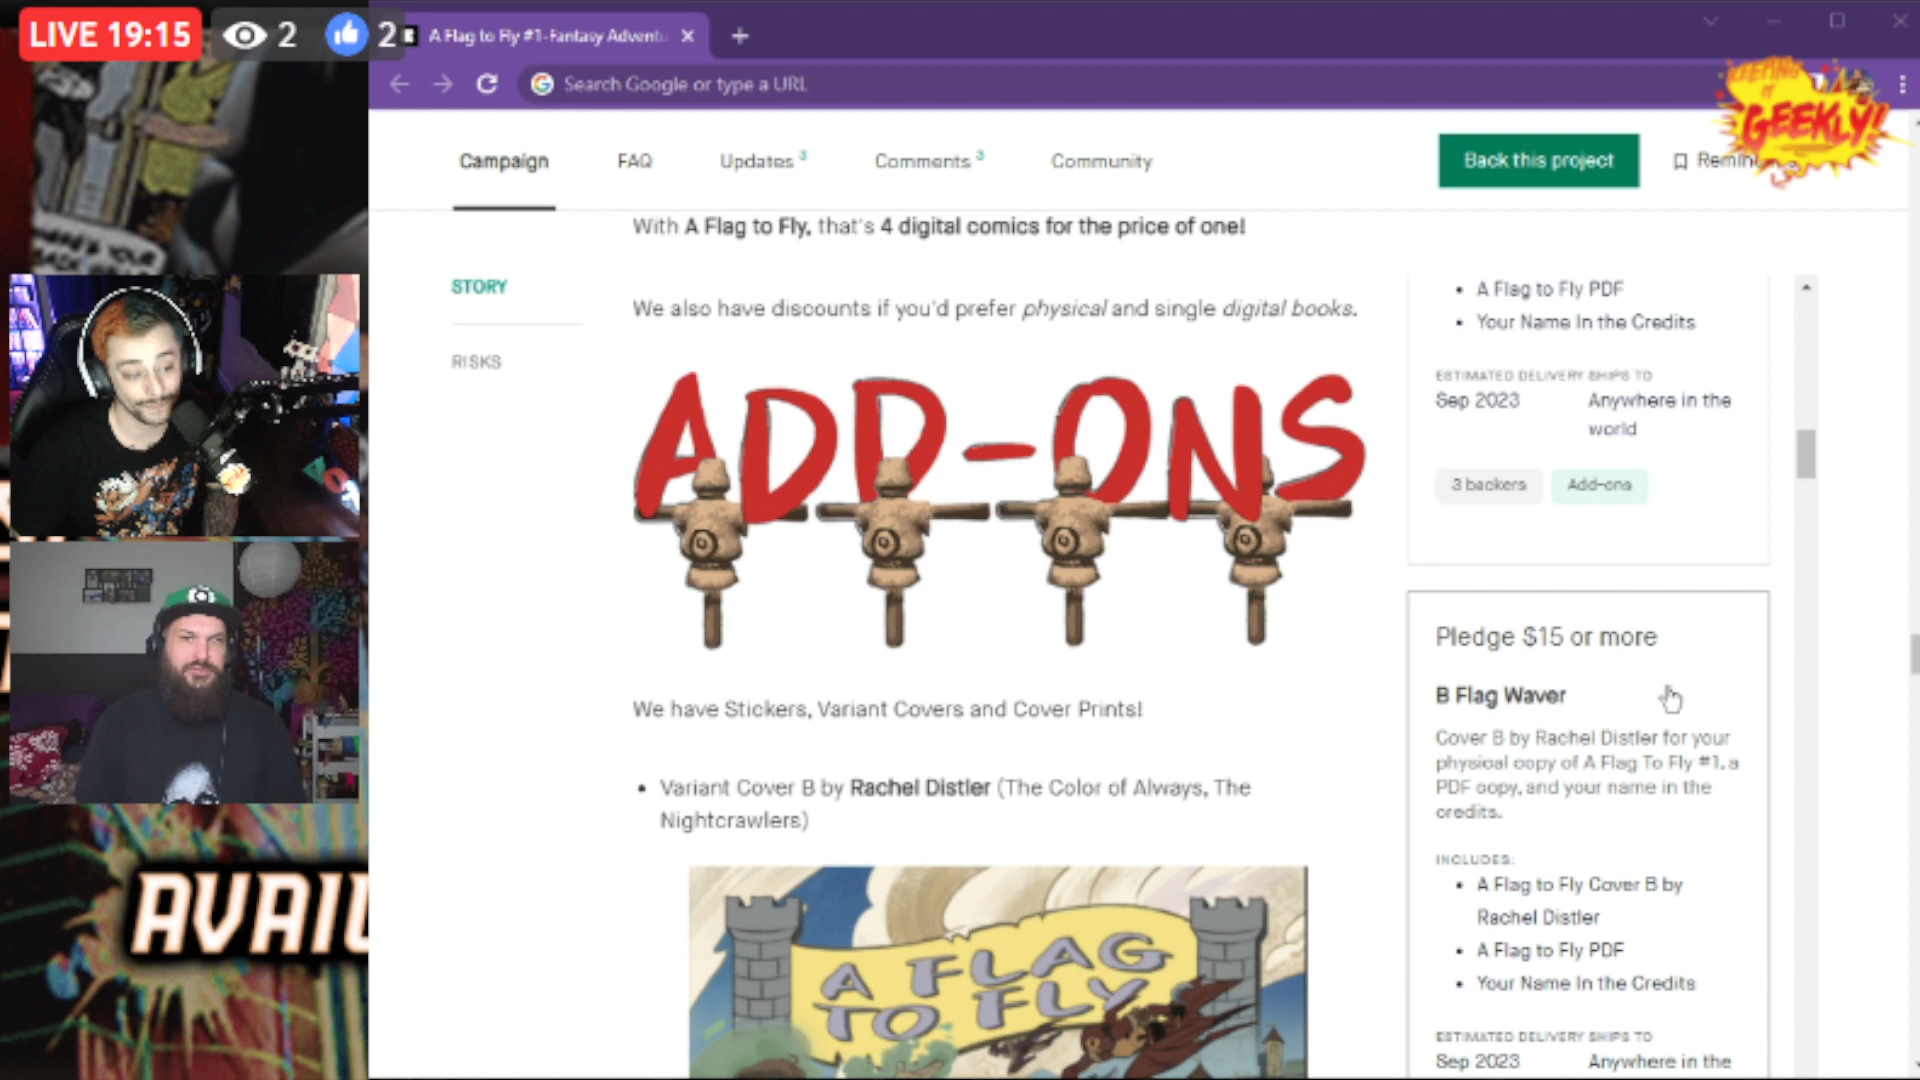 LIVE 19:15
2
2
A Flag to Fly #1-Fantasy Adventu
Search Google or type a URL
GEEKLY!
Campaign
FAQ
Updates 3
Comments 3
Community
Back this project
Remin
With A Flag to Fly, that's 4 digital comics for the price of one!
STORY
RISKS
We also have discounts if you'd prefer physical and single digital books.
ADD-ONS
We have Stickers, Variant Covers and Cover Prints!
• Variant Cover B by Rachel Distler (The Color of Always, The
Nightcrawlers)
A FLAG
TO FLY
• A Flag to Fly PDF
• Your Name In the Credits
ESTIMATED DELIVERY SHIPS TO
Sep 2023 Anywhere in the
world
3 backers Add-ons
Pledge $15 or more
B Flag Waver
Cover B by Rachel Distler for your
physical copy of A Flag To Fly #1, a
PDF copy, and your name in the
credits.
INCLUDES:
• A Flag to Fly Cover B by
Rachel Distler
• A Flag to Fly PDF
• Your Name In the Credits
ESTIMATED DELIVERY SHIPS TO
Sep 2023 Anywhere in the
AVAIL